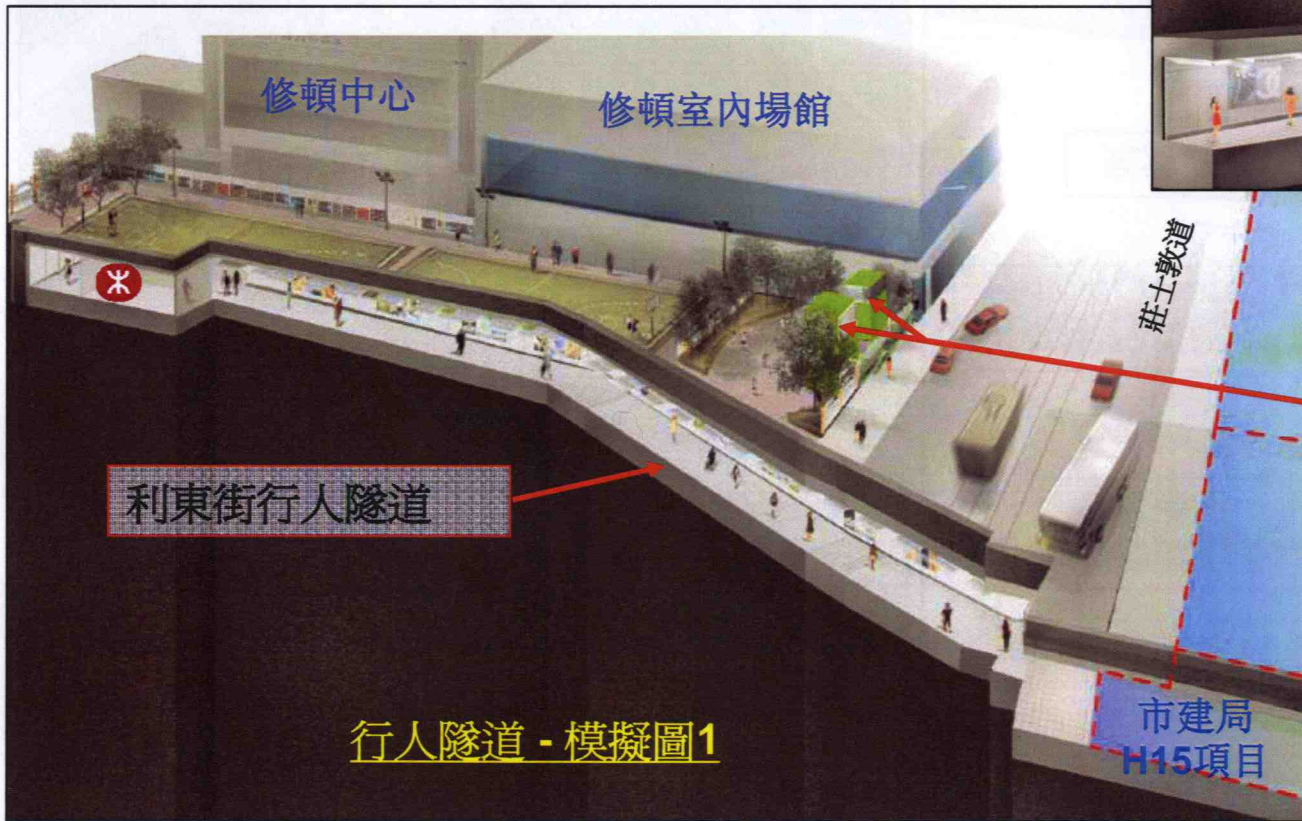 修頓中心
修頓室內場館
莊士敦道
利東街行人隧道
行人隧道 - 模擬圖1
市建局
H15項目